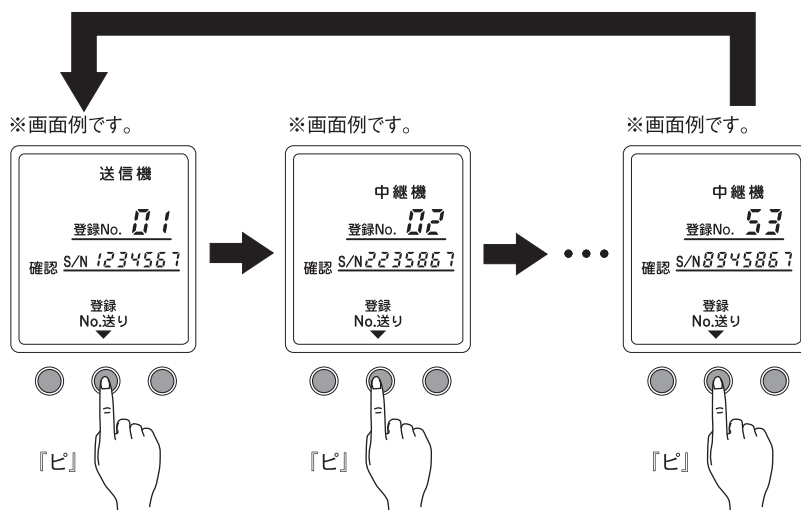 ※画面例です。
送信機
登録No. 01
確認 S/N 1234567
登録
No.送り
『ピ』
※画面例です。
中継機
登録No. 02
確認 S/N 2235867
登録
No.送り
『ピ』
・・・
※画面例です。
中継機
登録No. 53
確認 S/N 8945867
登録
No.送り
『ピ』